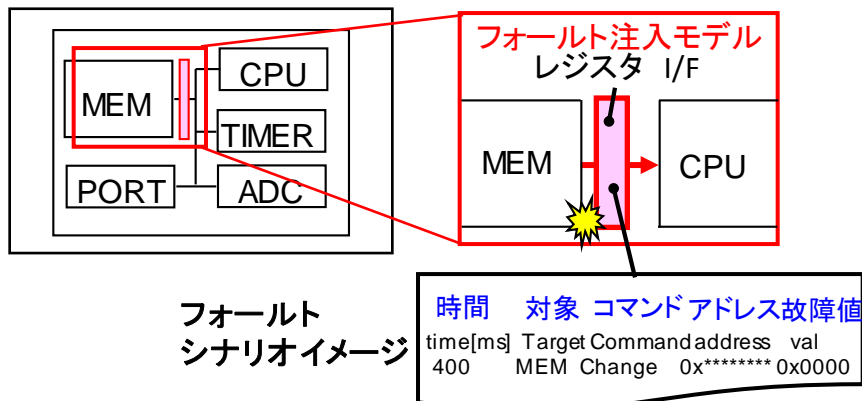 MEM
CPU
TIMER
PORT
ADC
フォールト注入モデル
レジスタ I/F
MEM
CPU
フォールト
シナリオイメージ
時間 対象 コマンド アドレス 故障値
time[ms] Target Command address val
400 MEM Change 0x******** 0x0000